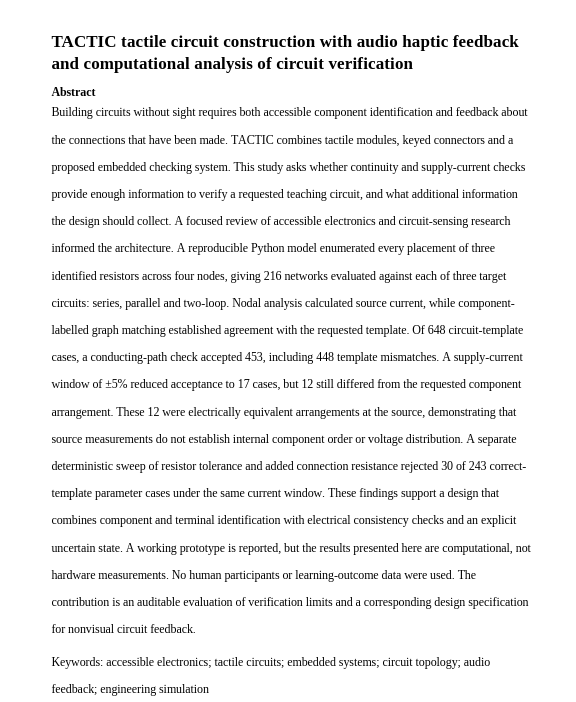 TACTIC tactile circuit construction with audio haptic feedback
and computational analysis of circuit verification
Abstract
Building circuits without sight requires both accessible component identification and feedback about
the connections that have been made. TACTIC combines tactile modules, keyed connectors and a
proposed embedded checking system. This study asks whether continuity and supply-current checks
provide enough information to verify a requested teaching circuit, and what additional information
the design should collect. A focused review of accessible electronics and circuit-sensing research
informed the architecture. A reproducible Python model enumerated every placement of three
identified resistors across four nodes, giving 216 networks evaluated against each of three target
circuits: series, parallel and two-loop. Nodal analysis calculated source current, while component-
labelled graph matching established agreement with the requested template. Of 648 circuit-template
cases, a conducting-path check accepted 453, including 448 template mismatches. A supply-current
window of ±5% reduced acceptance to 17 cases, but 12 still differed from the requested component
arrangement. These 12 were electrically equivalent arrangements at the source, demonstrating that
source measurements do not establish internal component order or voltage distribution. A separate
deterministic sweep of resistor tolerance and added connection resistance rejected 30 of 243 correct-
template parameter cases under the same current window. These findings support a design that
combines component and terminal identification with electrical consistency checks and an explicit
uncertain state. A working prototype is reported, but the results presented here are computational, not
hardware measurements. No human participants or learning-outcome data were used. The
contribution is an auditable evaluation of verification limits and a corresponding design specification
for nonvisual circuit feedback.
Keywords: accessible electronics; tactile circuits; embedded systems; circuit topology; audio
feedback; engineering simulation